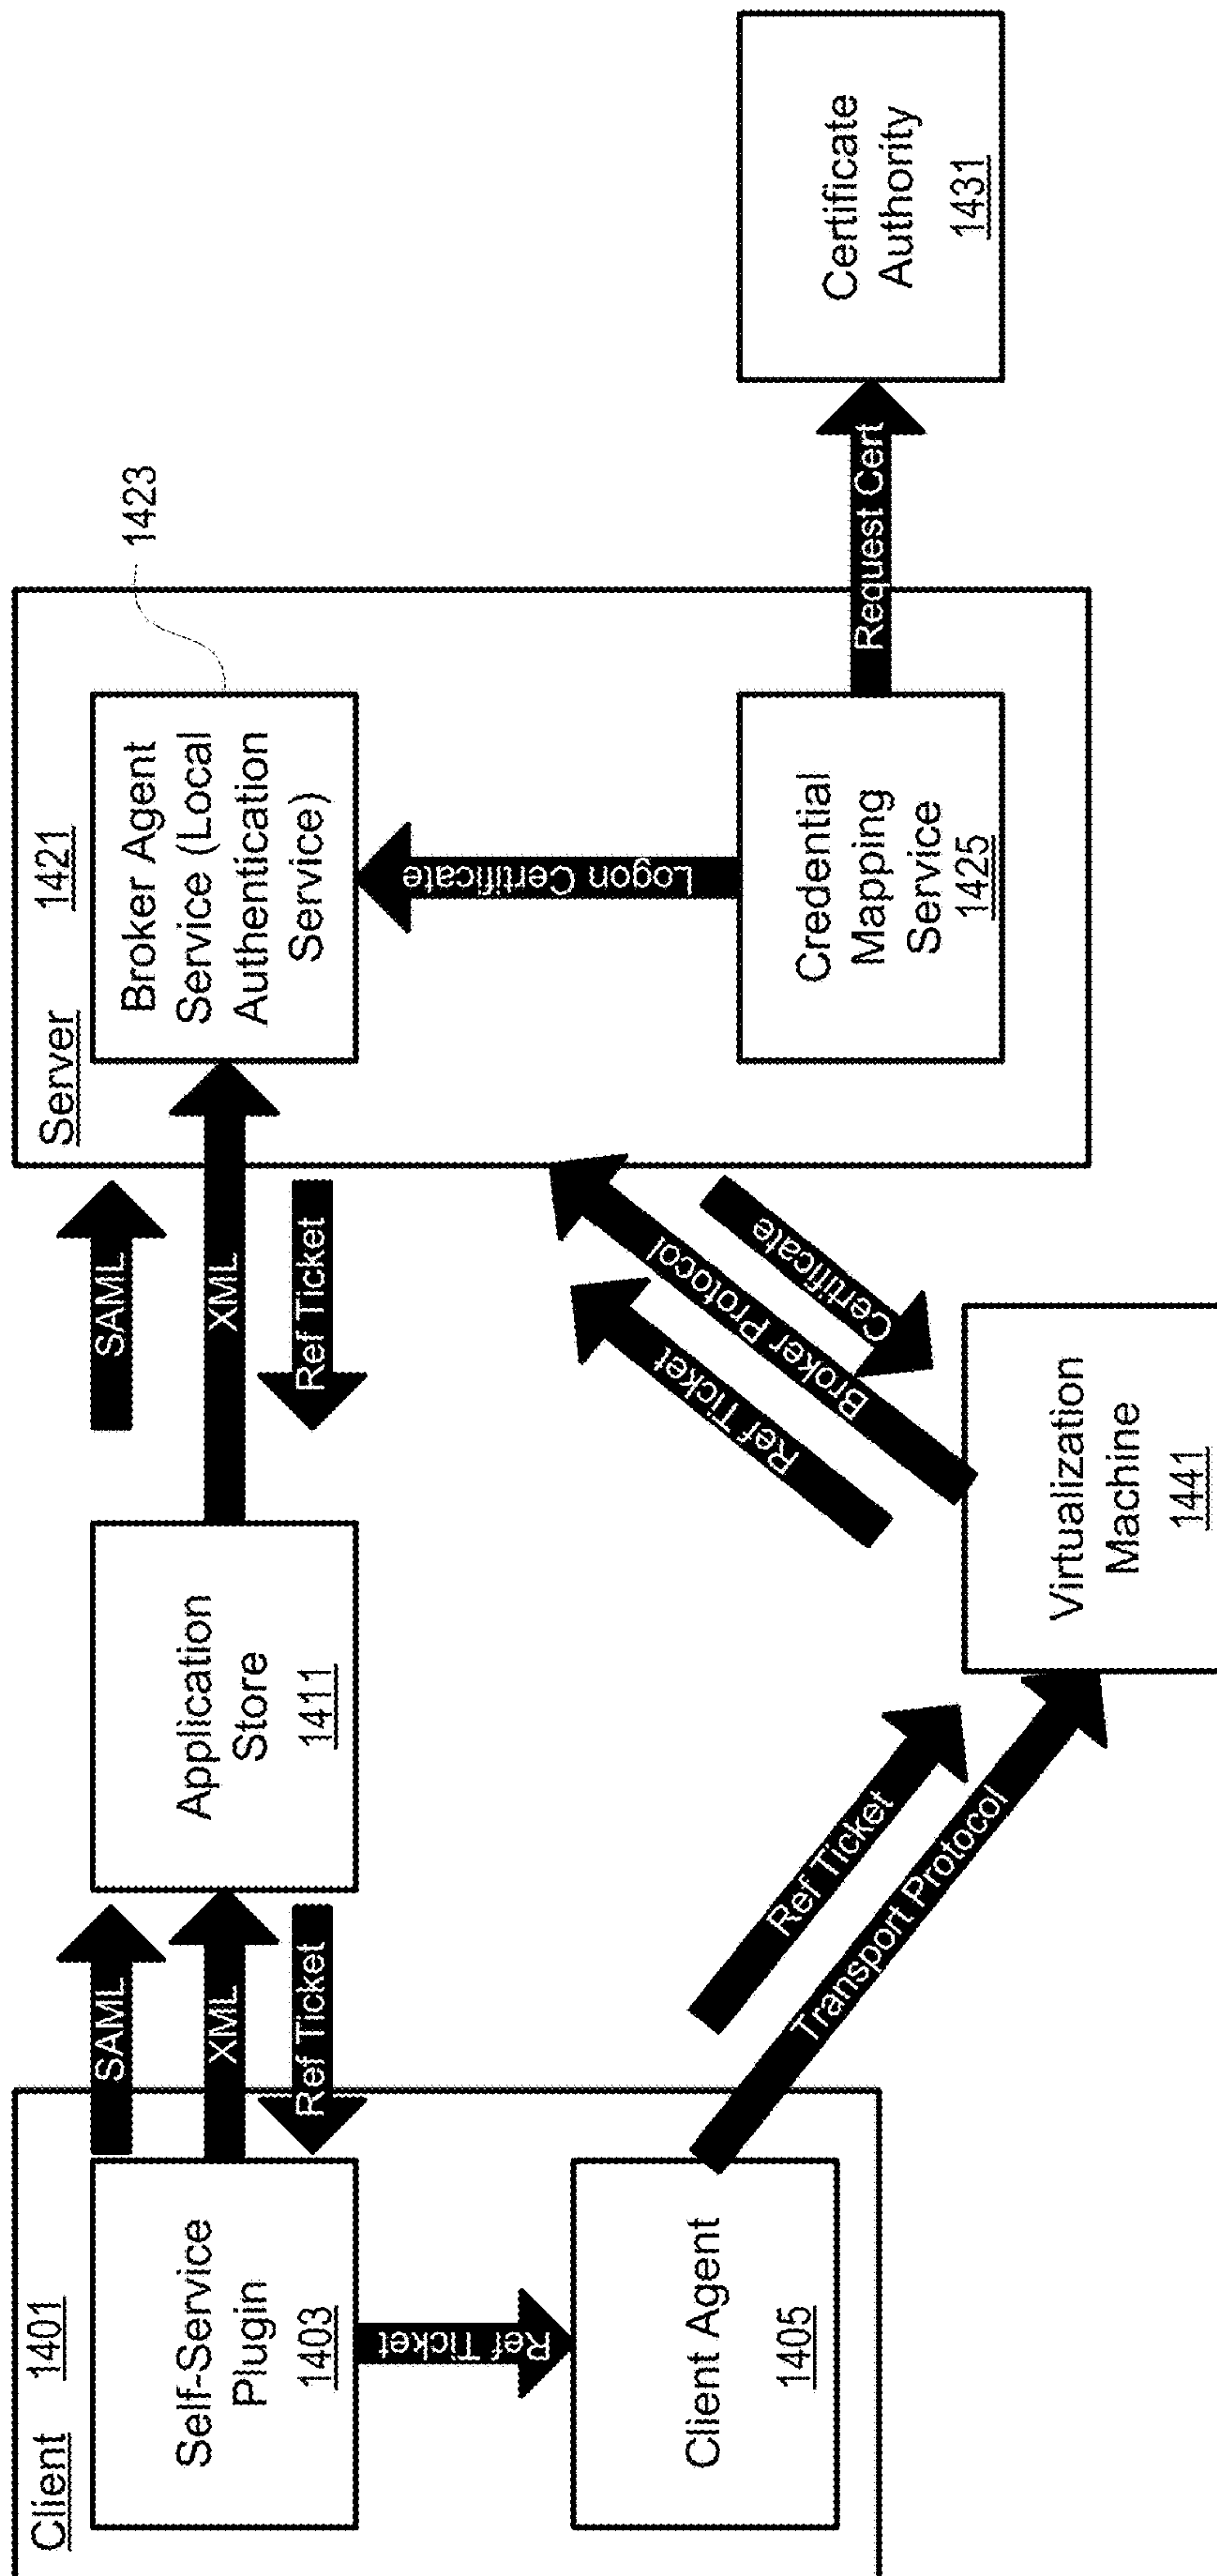 Client 1401
Self-Service
Plugin
1403
Ref Ticket
Client Agent
1405
SAML
XML
Ref Ticket
Application
Store
1411
SAML
XML
Ref Ticket
Server 1421
Broker Agent
Service (Local
Authentication
Service)
1423
Logon Certificate
Credential
Mapping
Service
1425
Request Cert
Certificate
Authority
1431
Ref Ticket
Transport Protocol
Ref Ticket
Broker Protocol
Certificate
Virtualization
Machine
1441